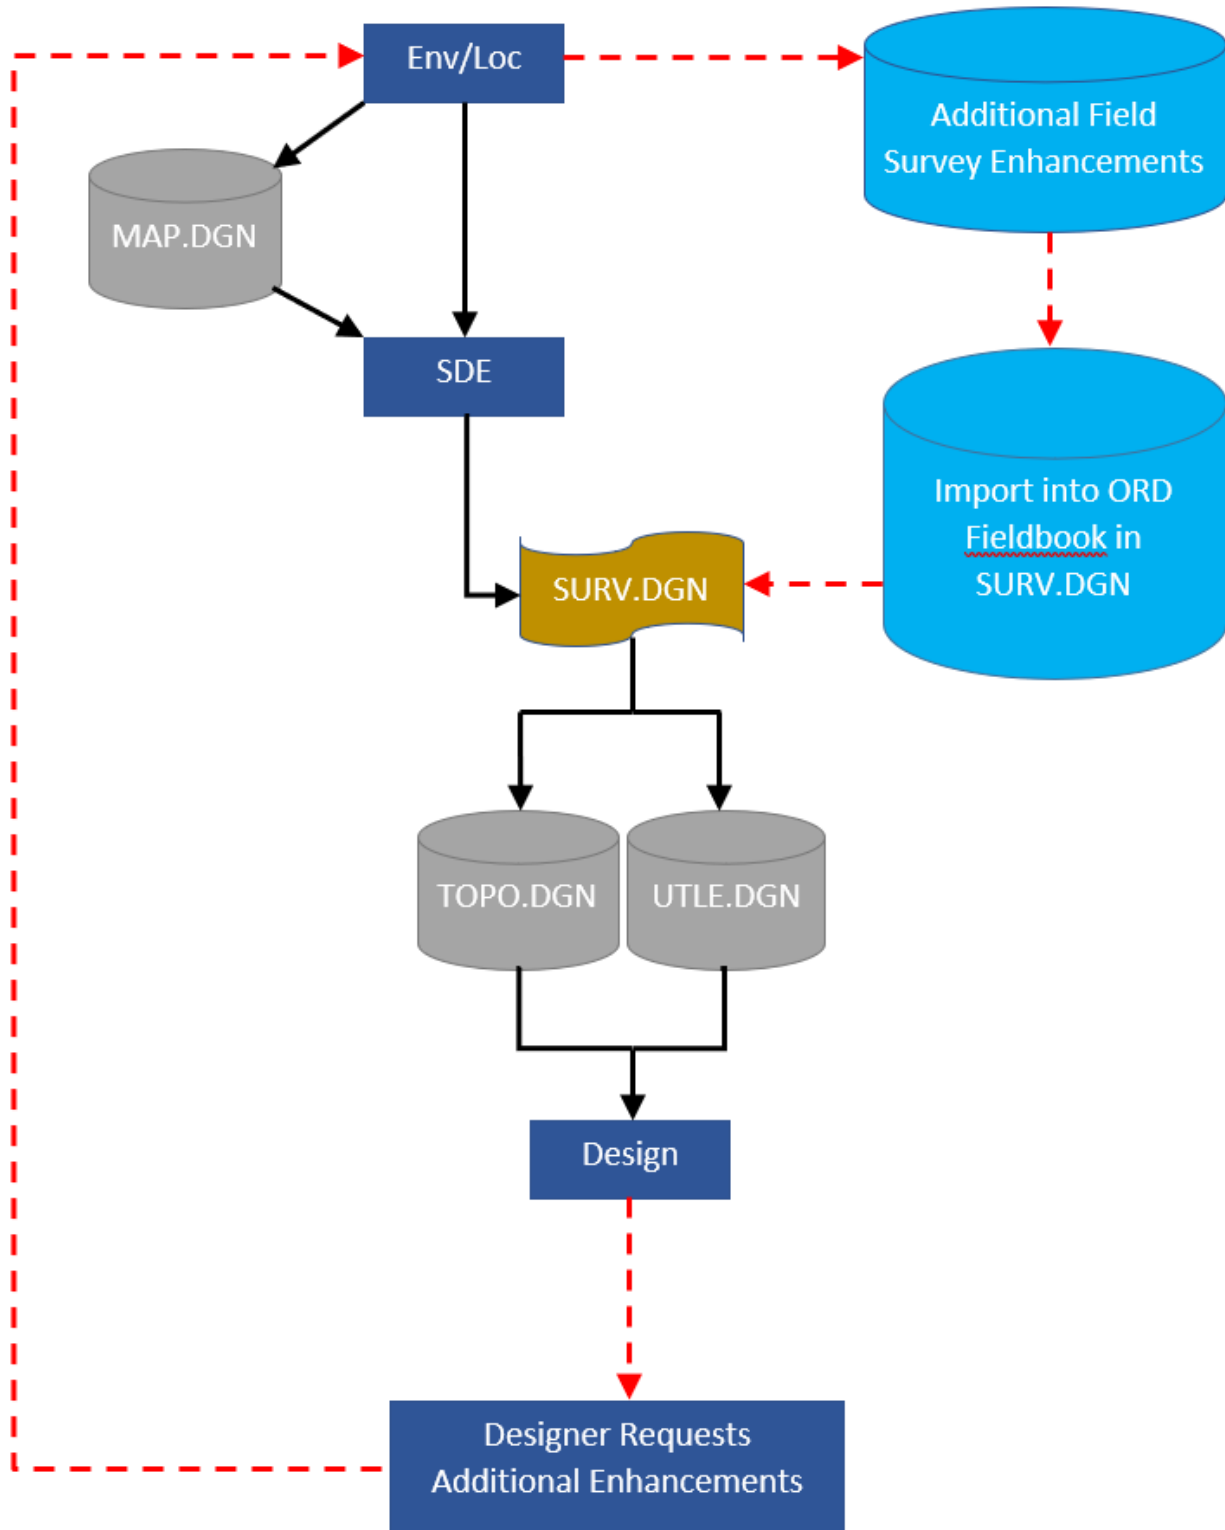 Env/Loc
Additional Field
Survey Enhancements
MAP.DGN
SDE
Import into ORD
Fieldbook in
SURV.DGN
SURV.DGN
TOPO.DGN
UTLE.DGN
Design
Designer Requests
Additional Enhancements